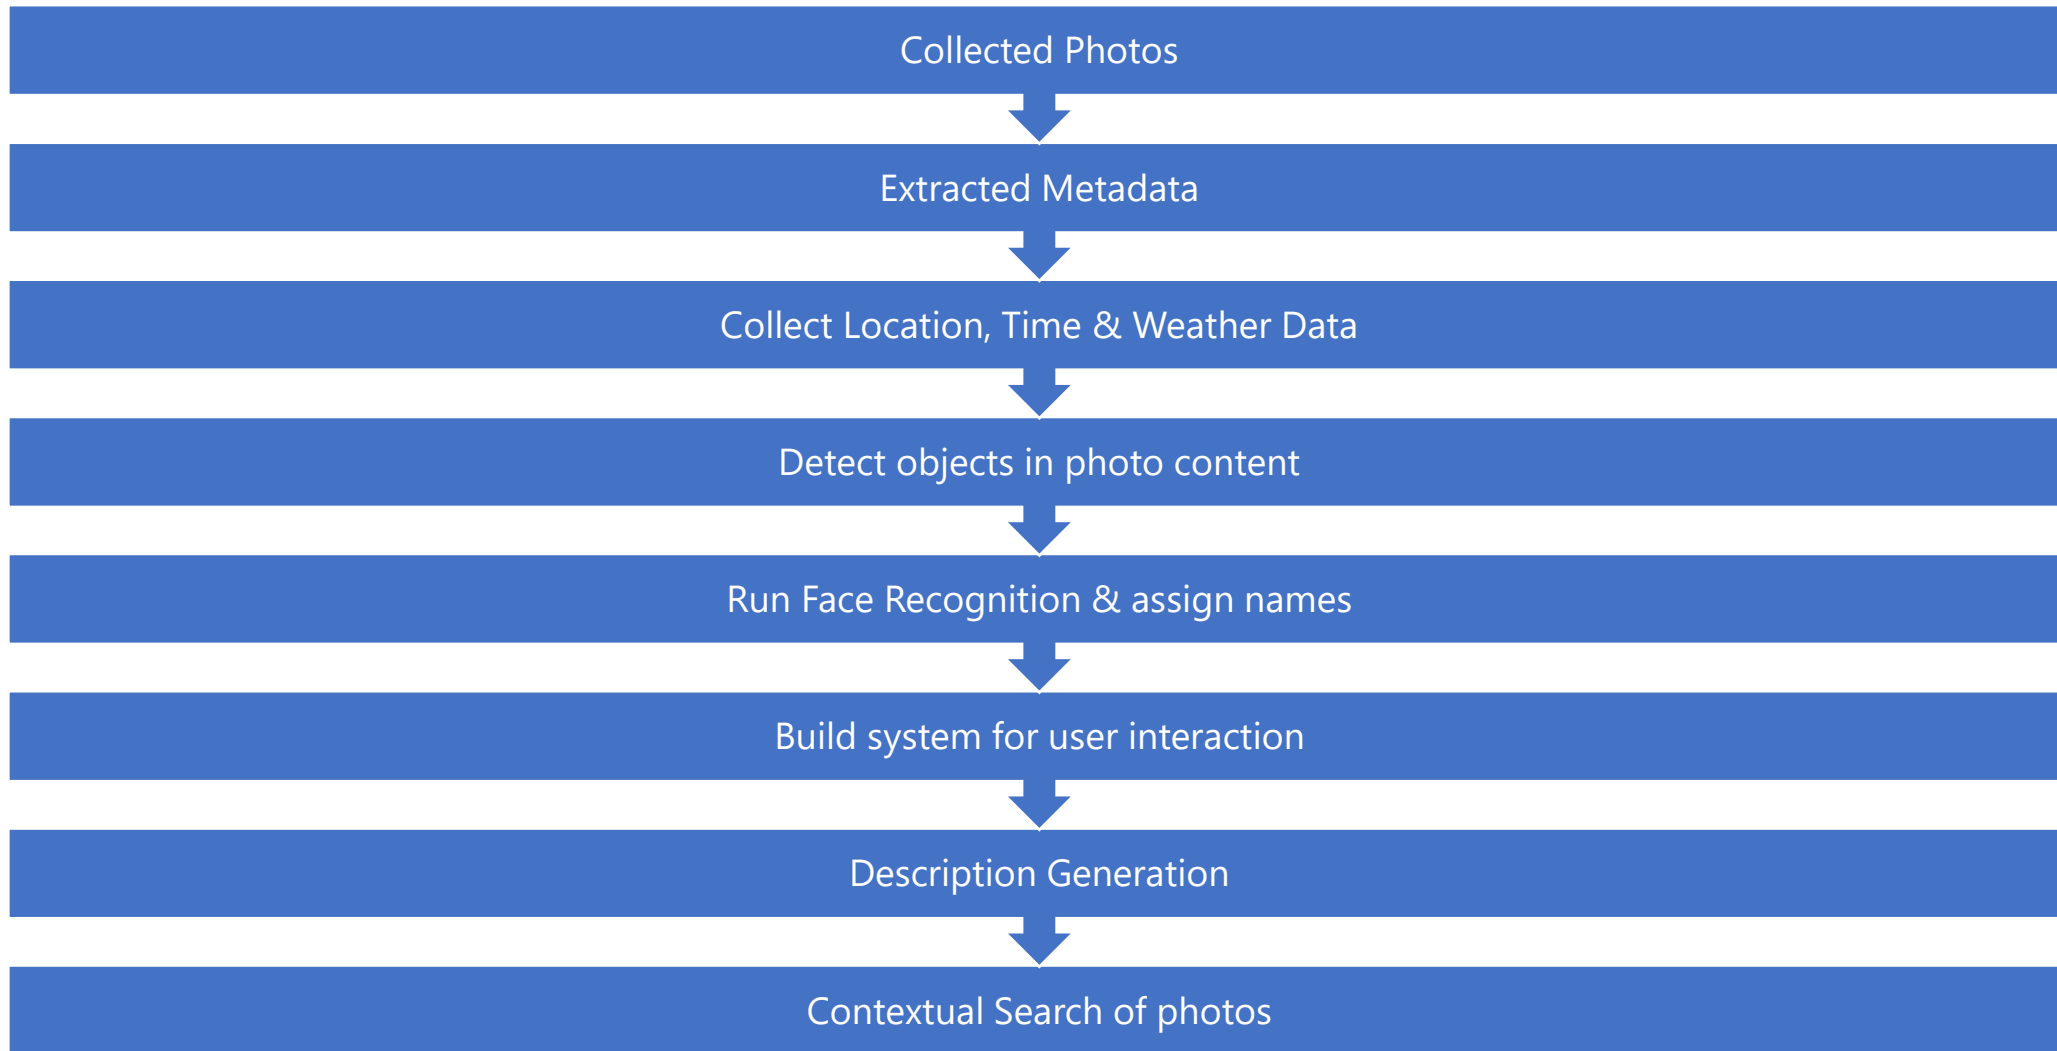 Collected Photos
Extracted Metadata
Collect Location, Time & Weather Data
Detect objects in photo content
Run Face Recognition & assign names
Build system for user interaction
Description Generation
Contextual Search of photos